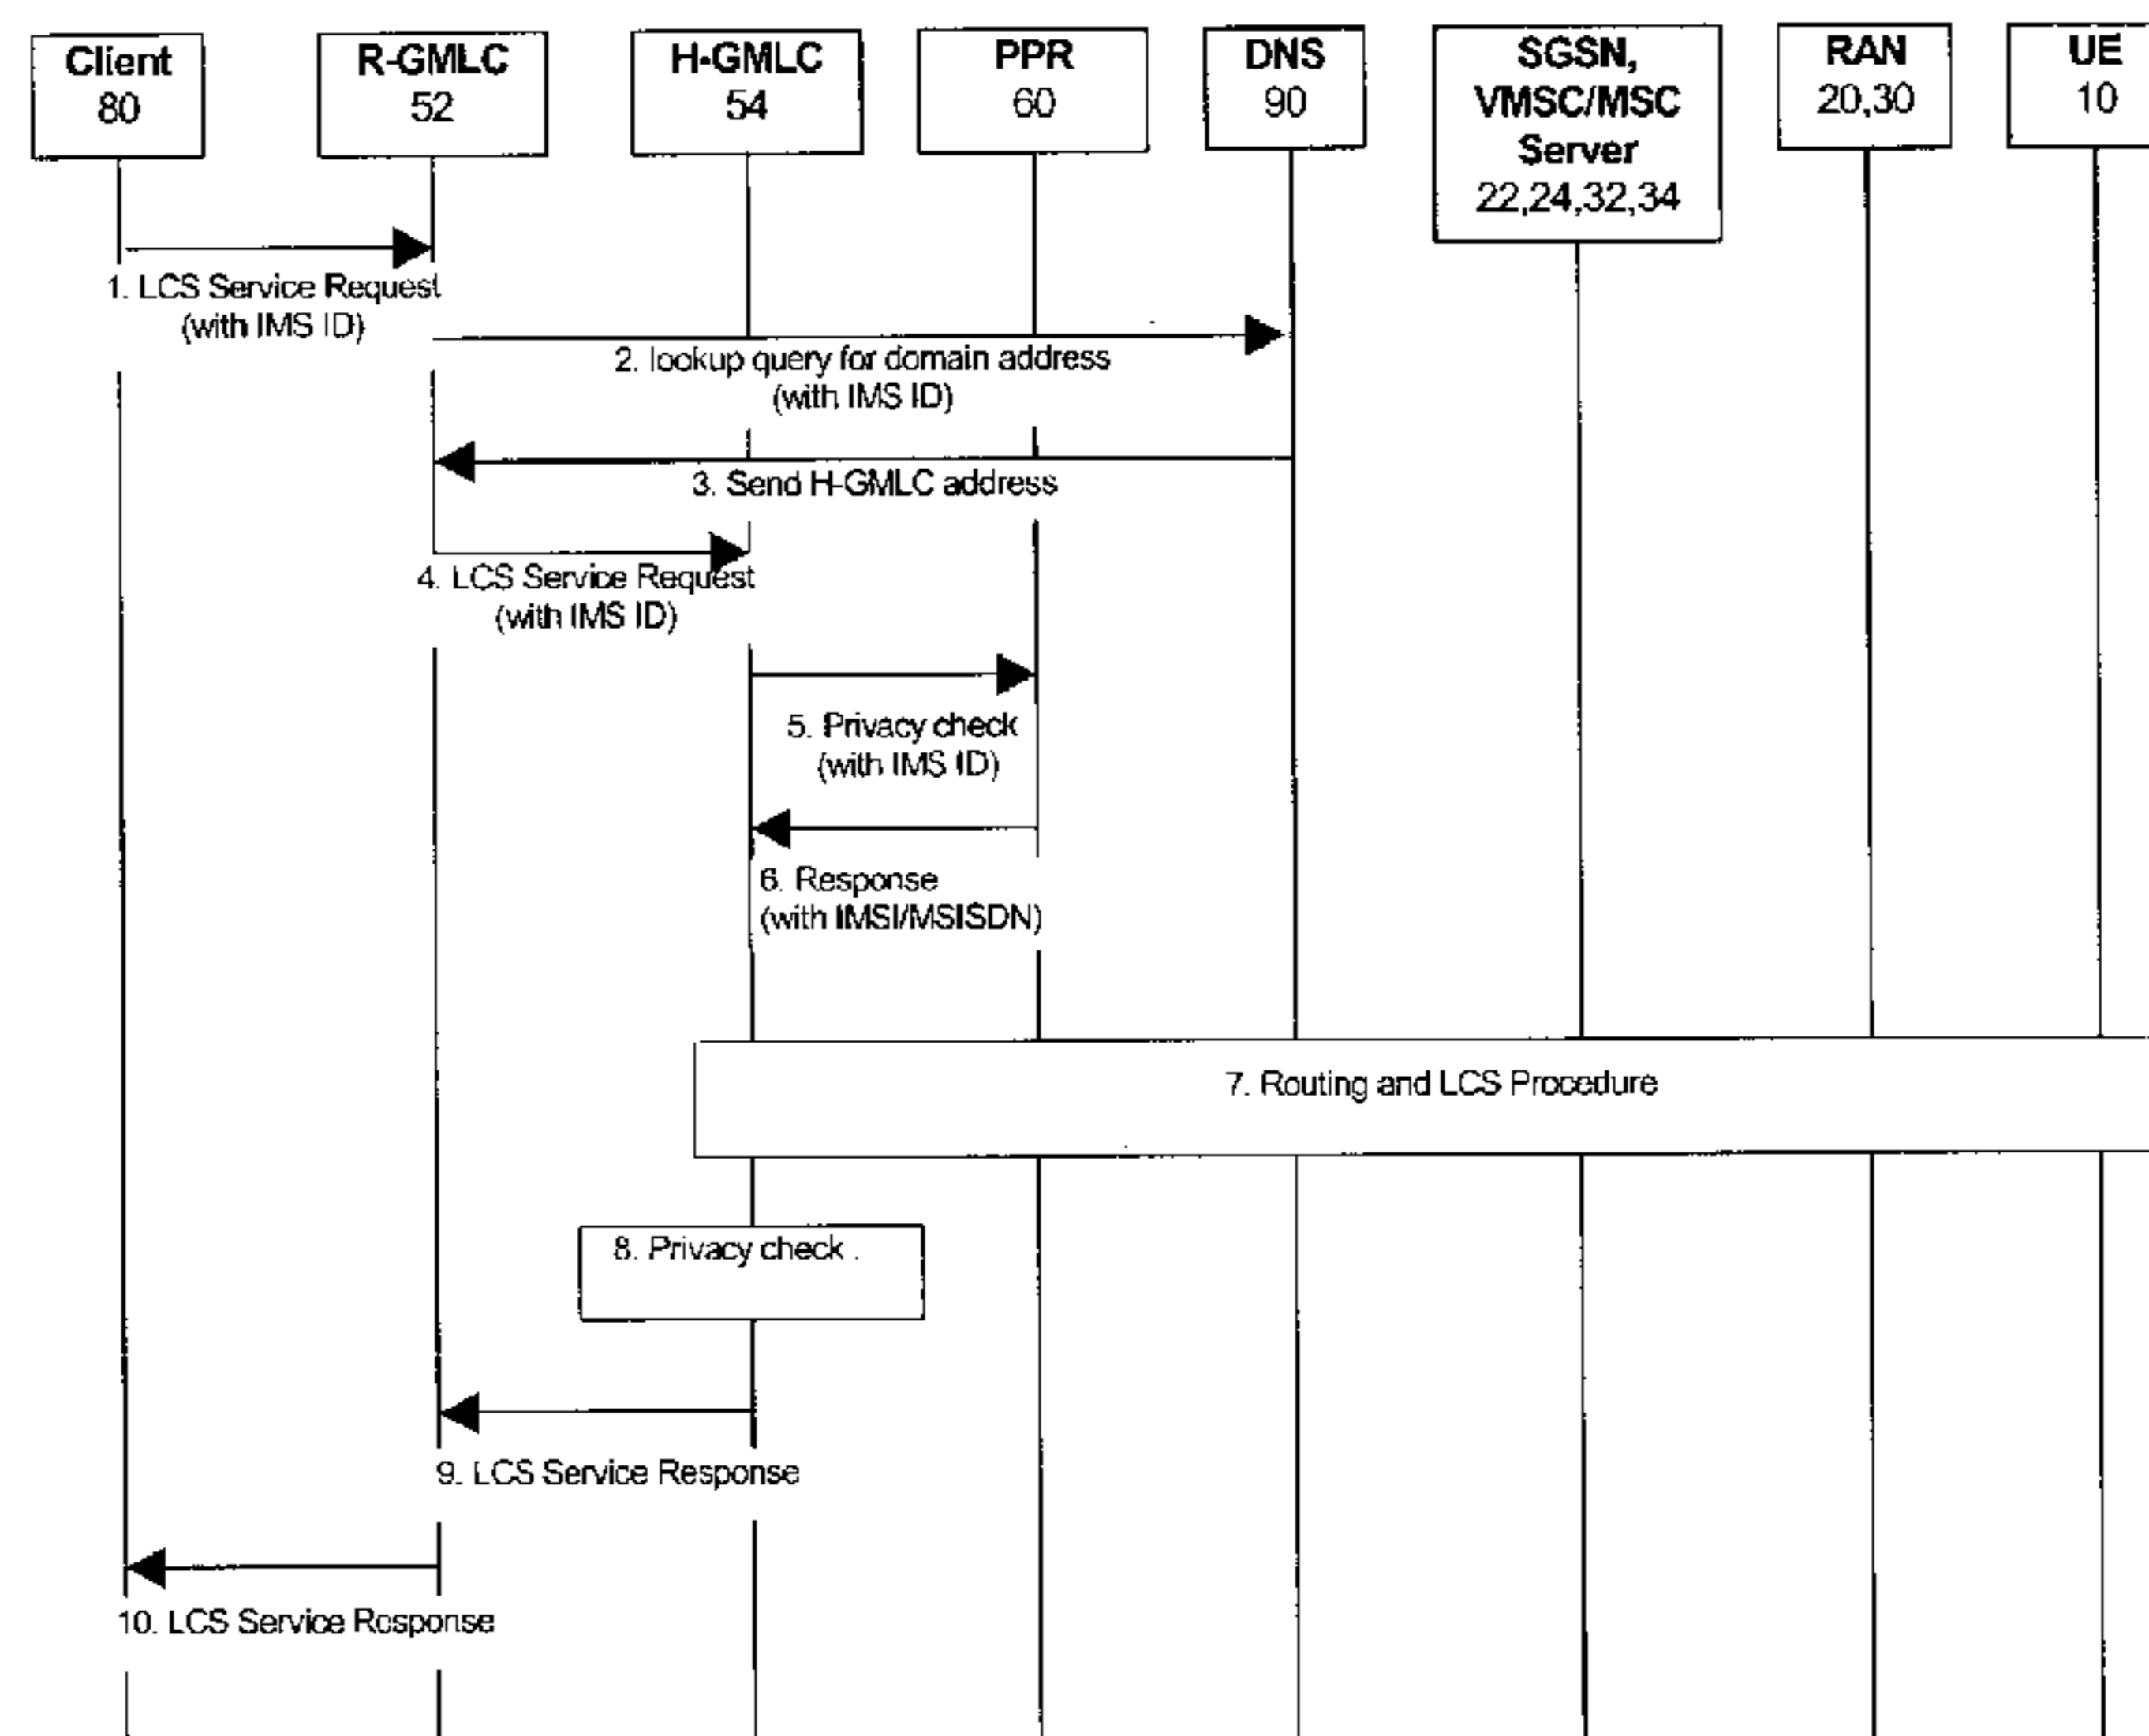 Client
80
R-GMLC
52
H-GMLC
54
PPR
60
DNS
90
SGSN,
VMSC/MSC
Server
22,24,32,34
RAN
20,30
UE
10
1. LCS Service Request
(with IMS ID)
2. lookup query for domain address
(with IMS ID)
3. Send H-GMLC address
4. LCS Service Request
(with IMS ID)
5. Privacy check
(with IMS ID)
6. Response
(with IMSI/MSISDN)
7. Routing and LCS Procedure
8. Privacy check
9. LCS Service Response
10. LCS Service Response